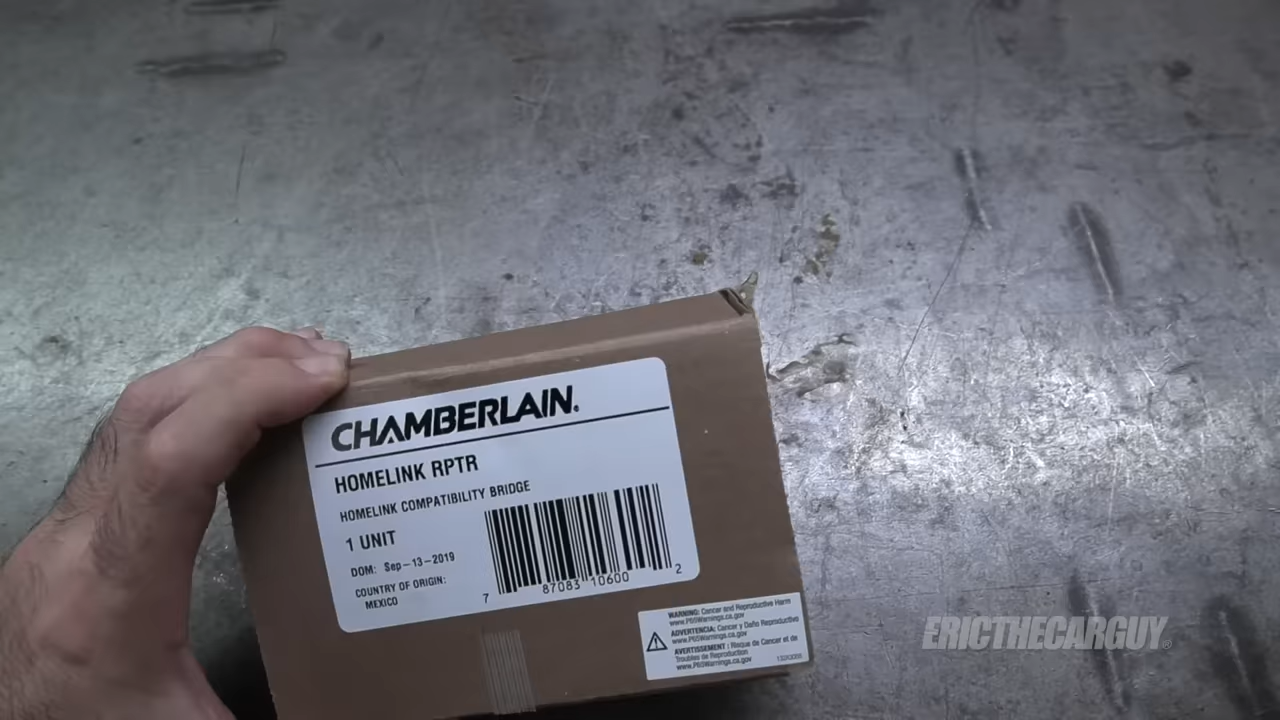 CHAMBERLAIN®
HOMELINK RPTR
HOMELINK COMPATIBILITY BRIDGE
1 UNIT
DOM: Sep-13-2019
COUNTRY OF ORIGIN:
MEXICO
7 87083 10600 2
WARNING: Cancer and Reproductive Harm
www.P65Warnings.ca.gov
ADVERTENCIA: Cancer y Daño Reproductivo
www.P65Warnings.ca.gov
AVERTISSEMENT : Risque de Cancer et de
Troubles de Reproduction
www.P65Warnings.ca.gov
ERICTHECARGUY®